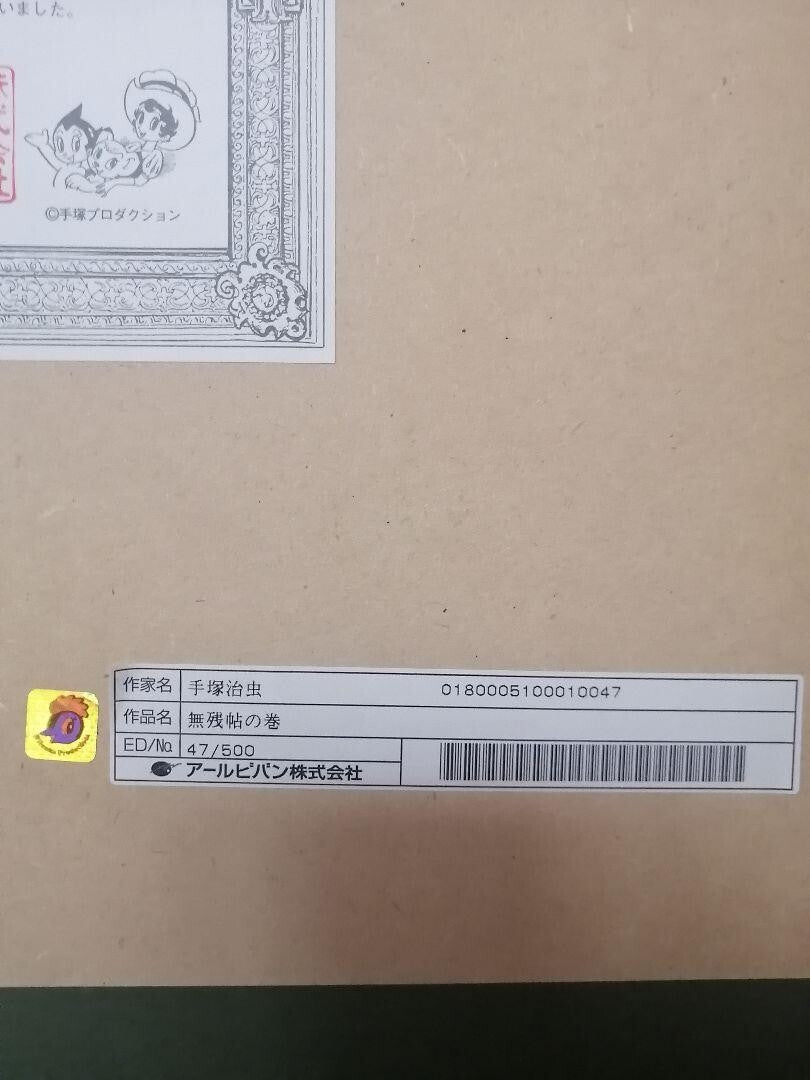 いました。
©手塚プロダクション
作家名 手塚治虫 0180005100010047
作品名 無残帖の巻
ED/No. 47/500
アールビバン株式会社